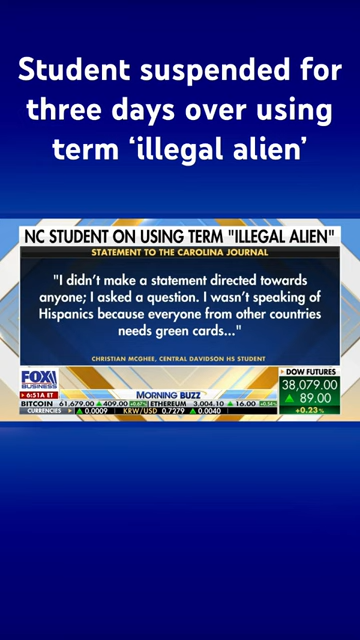 Student suspended for
three days over using
term ‘illegal alien’
NC STUDENT ON USING TERM "ILLEGAL ALIEN"
STATEMENT TO THE CAROLINA JOURNAL
"I didn’t make a statement directed towards
anyone; I asked a question. I wasn’t speaking of
Hispanics because everyone from other countries
needs green cards..."
CHRISTIAN MCGHEE, CENTRAL DAVIDSON HS STUDENT
FOX
BUSINESS
6:51A ET
MORNING BUZZ
DOW FUTURES
38,079.00
▲ 89.00
+0.23%
BITCOIN 61,679.00 ▲ 409.00 +0.67% ETHEREUM 3,004.10 ▲ 16.00 +0.54%
CURRENCIES ▲ 0.0009 KRW/USD 0.7279 ▲ 0.0040